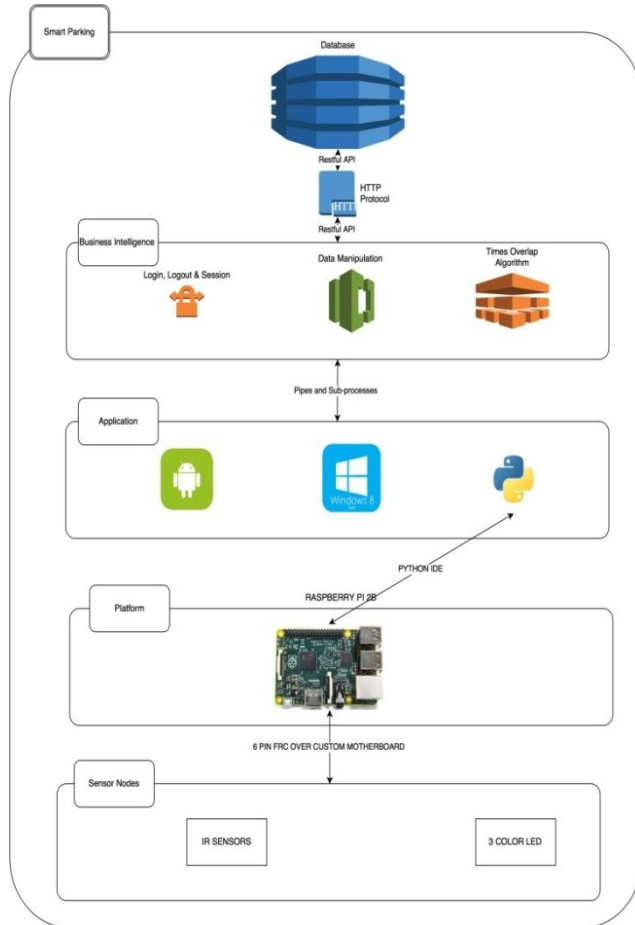 Smart Parking
Database
Restful API
HTTP
Protocol
HTT
Restful API
Business Intelligence
Login, Logout & Session
Data Manipulation
Times Overlap
Algorithm
Pipes and Sub-processes
Application
Windows 8
PYTHON IDE
RASPBERRY PI 2B
Platform
6 PIN FRC OVER CUSTOM MOTHERBOARD
Sensor Nodes
IR SENSORS
3 COLOR LED